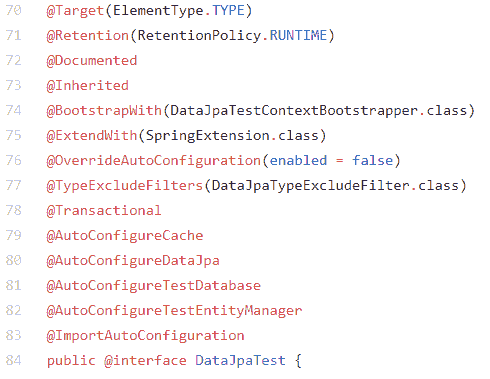 70 @Target(ElementType.TYPE)
71 @Retention(RetentionPolicy.RUNTIME)
72 @Documented
73 @Inherited
74 @BootstrapWith(DataJpaTestContextBootstrapper.class)
75 @ExtendWith(SpringExtension.class)
76 @OverrideAutoConfiguration(enabled = false)
77 @TypeExcludeFilters(DataJpaTypeExcludeFilter.class)
78 @Transactional
79 @AutoConfigureCache
80 @AutoConfigureDataJpa
81 @AutoConfigureTestDatabase
82 @AutoConfigureTestEntityManager
83 @ImportAutoConfiguration
84 public @interface DataJpaTest {